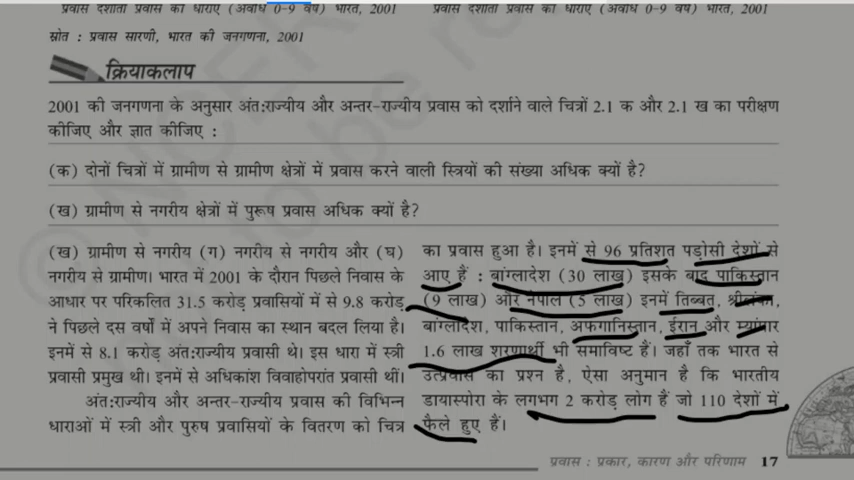 प्रवास दर्शाता प्रवास की धाराएँ (अवधि 0-9 वर्ष) भारत, 2001
प्रवास दर्शाता प्रवास की धाराएँ (अवधि 0-9 वर्ष) भारत, 2001
स्रोत : प्रवास सारणी, भारत की जनगणना, 2001
क्रियाकलाप
2001 की जनगणना के अनुसार अंत:राज्यीय और अन्तर-राज्यीय प्रवास को दर्शाने वाले चित्रों 2.1 क और 2.1 ख का परीक्षण
कीजिए और ज्ञात कीजिए :
(क) दोनों चित्रों में ग्रामीण से ग्रामीण क्षेत्रों में प्रवास करने वाली स्त्रियों की संख्या अधिक क्यों है?
(ख) ग्रामीण से नगरीय क्षेत्रों में पुरूष प्रवास अधिक क्यों है?
(ख) ग्रामीण से नगरीय (ग) नगरीय से नगरीय और (घ)
नगरीय से ग्रामीण। भारत में 2001 के दौरान पिछले निवास के
आधार पर परिकलित 31.5 करोड़ प्रवासियों में से 9.8 करोड़
ने पिछले दस वर्षों में अपने निवास का स्थान बदल लिया है।
इनमें से 8.1 करोड़ अंत:राज्यीय प्रवासी थे। इस धारा में स्त्री
प्रवासी प्रमुख थी। इनमें से अधिकांश विवाहोपरांत प्रवासी थीं।
अंत:राज्यीय और अन्तर-राज्यीय प्रवास की विभिन्न
धाराओं में स्त्री और पुरुष प्रवासियों के वितरण को चित्र
का प्रवास हुआ है। इनमें से 96 प्रतिशत पड़ोसी देशों से
आए हैं : बांग्लादेश (30 लाख) इसके बाद पाकिस्तान
(9 लाख) और नेपाल (5 लाख) इनमें तिब्बत, श्रीलंका,
बांग्लादेश, पाकिस्तान, अफगानिस्तान, ईरान और म्यांमार
1.6 लाख शरणार्थी भी समाविष्ट हैं। जहाँ तक भारत से
उत्प्रवास का प्रश्न है, ऐसा अनुमान है कि भारतीय
डायास्पोरा के लगभग 2 करोड़ लोग हैं जो 110 देशों में
फैले हुए हैं।
प्रवास : प्रकार, कारण और परिणाम 17